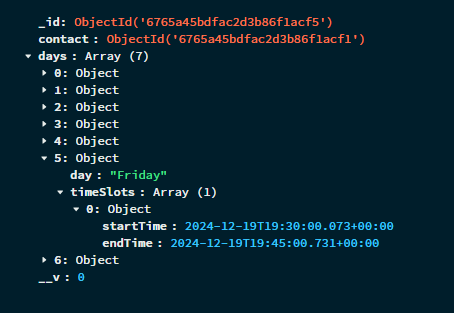 _id: ObjectId('6765a45bdfac2d3b86f1acf5')
contact: ObjectId('6765a45bdfac2d3b86f1acf1')
days: Array (7)
0: Object
1: Object
2: Object
3: Object
4: Object
5: Object
day: "Friday"
timeSlots: Array (1)
0: Object
startTime: 2024-12-19T19:30:00.073+00:00
endTime: 2024-12-19T19:45:00.731+00:00
6: Object
__v: 0